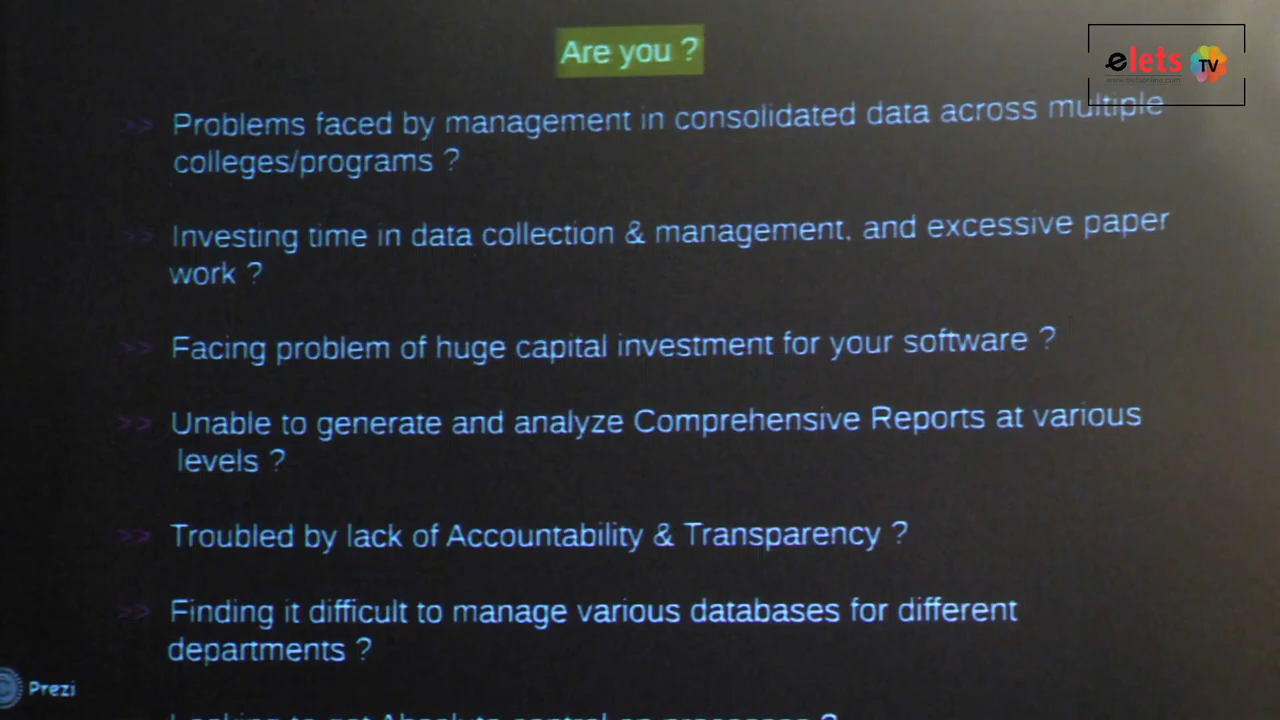 Are you ?
elets TV
>> Problems faced by management in consolidated data across multiple
colleges/programs ?
>> Investing time in data collection & management, and excessive paper
work ?
>> Facing problem of huge capital investment for your software ?
>> Unable to generate and analyze Comprehensive Reports at various
levels ?
>> Troubled by lack of Accountability & Transparency ?
>> Finding it difficult to manage various databases for different
departments ?
Prezi